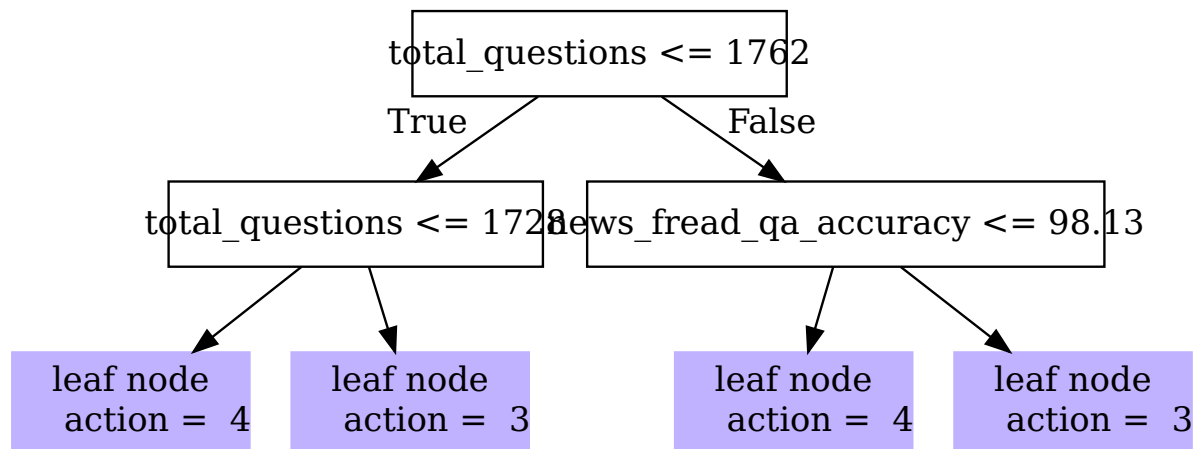 total_questions <= 1762
True
False
total_questions <= 1728
news_fread_qa_accuracy <= 98.13
leaf node
action = 4
leaf node
action = 3
leaf node
action = 4
leaf node
action = 3